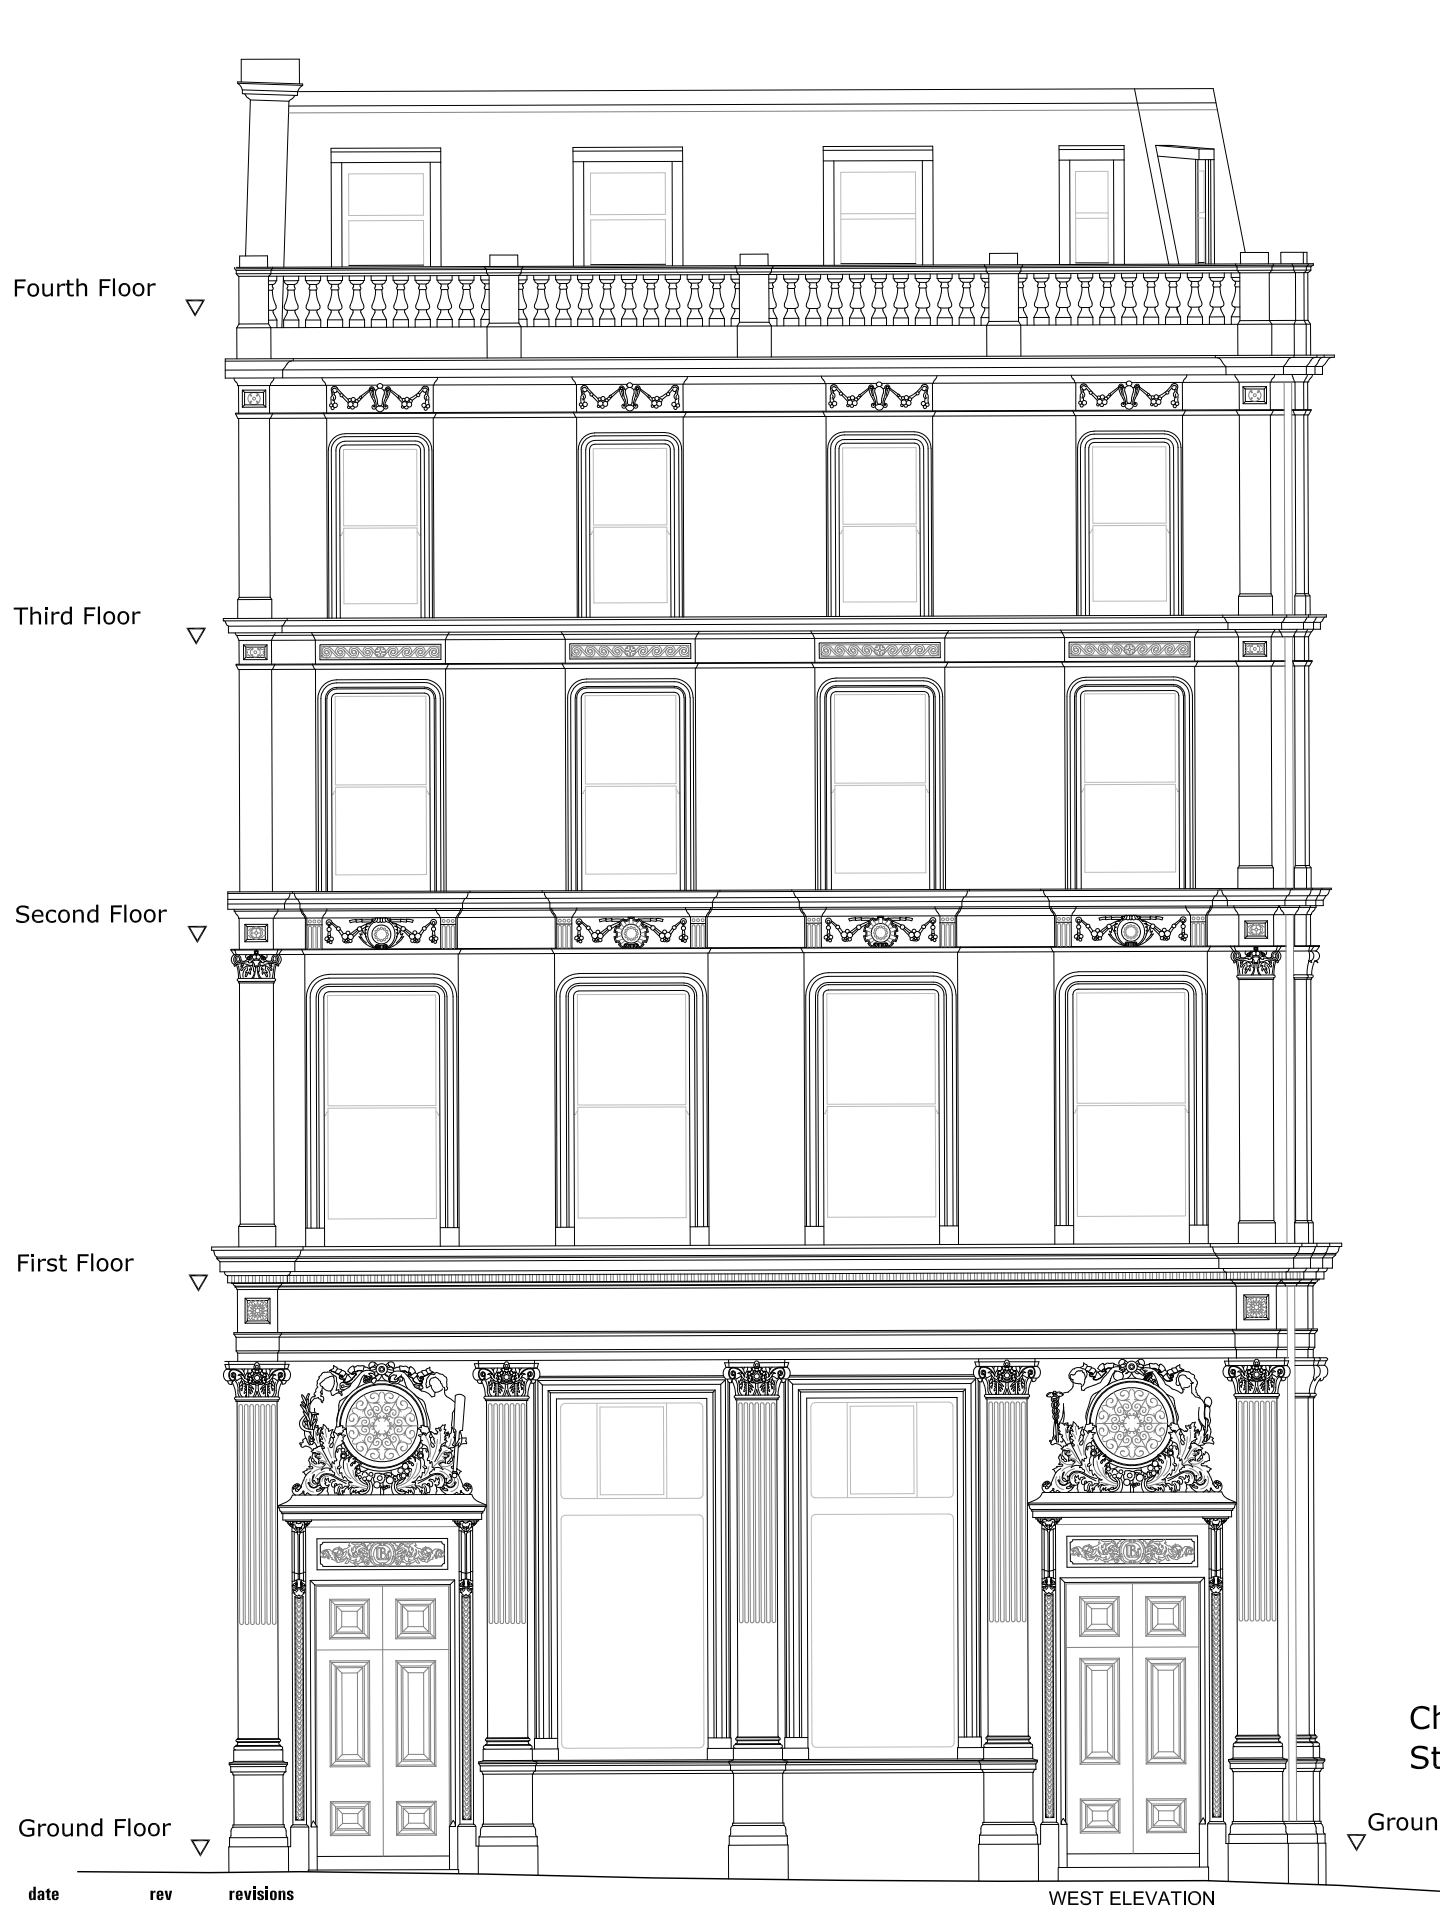 Fourth Floor
Third Floor
Second Floor
First Floor
Ground Floor
date rev revisions
WEST ELEVATION